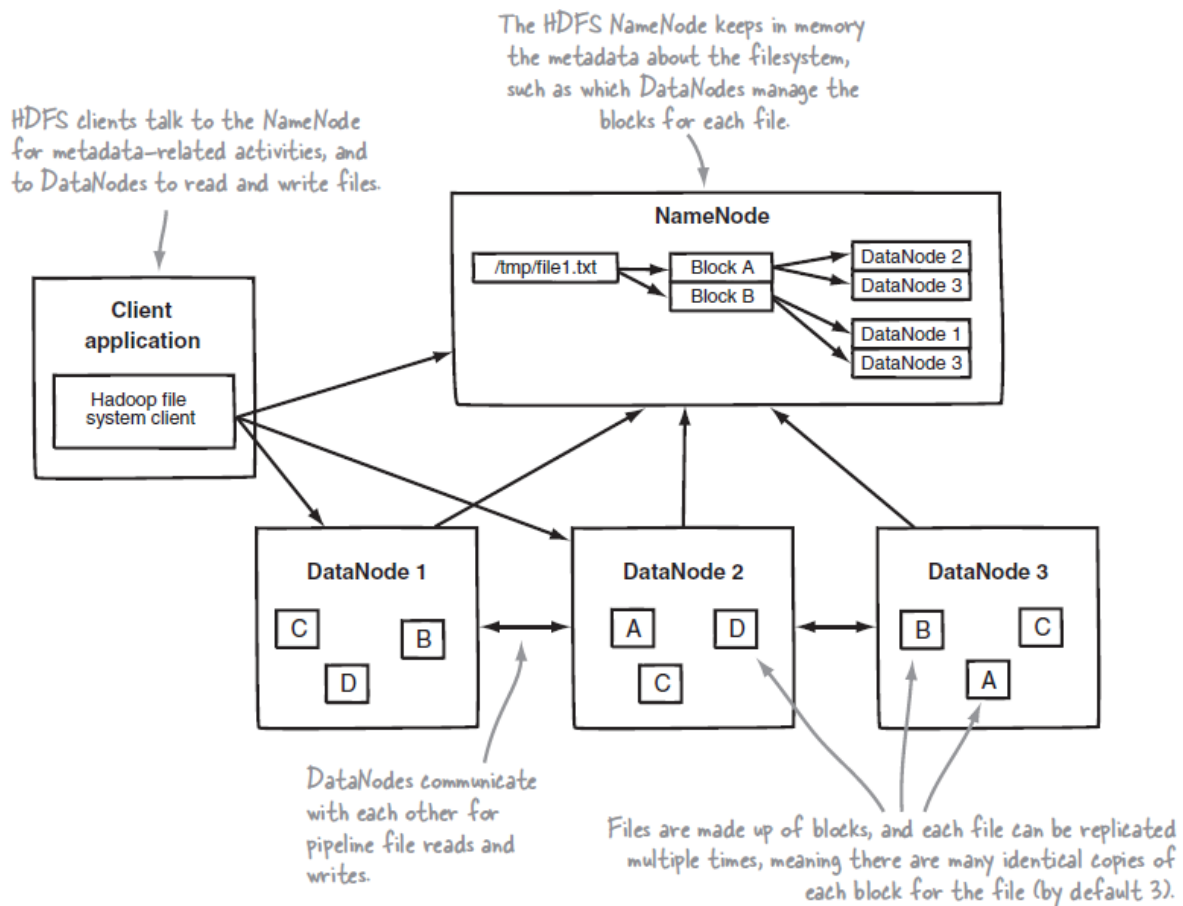 The HDFS NameNode keeps in memory
the metadata about the filesystem,
such as which DataNodes manage the
blocks for each file.
HDFS clients talk to the NameNode
for metadata-related activities, and
to DataNodes to read and write files.
NameNode
/tmp/file1.txt
Block A
Block B
DataNode 2
DataNode 3
DataNode 1
DataNode 3
Client
application
Hadoop file
system client
DataNode 1
C
B
D
DataNode 2
A
D
C
DataNode 3
B
C
A
DataNodes communicate
with each other for
pipeline file reads and
writes.
Files are made up of blocks, and each file can be replicated
multiple times, meaning there are many identical copies of
each block for the file (by default 3).